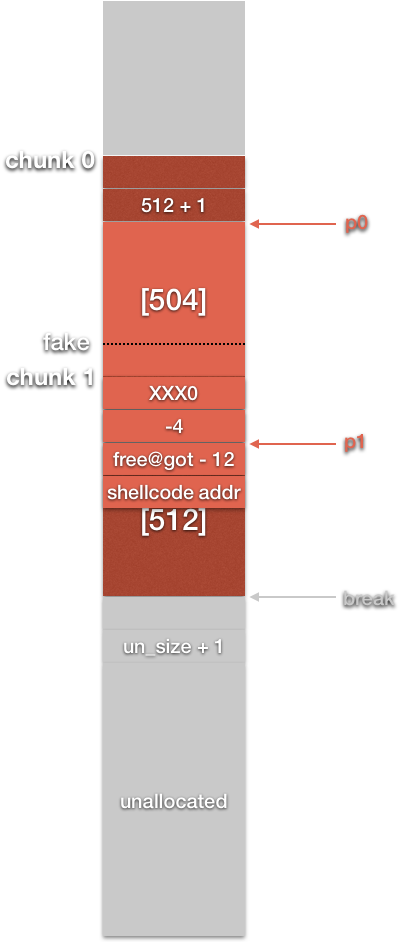 chunk 0
512 + 1
p0
[504]
fake
chunk 1
XXX0
-4
p1
free@got - 12
shellcode addr
[512]
break
un_size + 1
unallocated